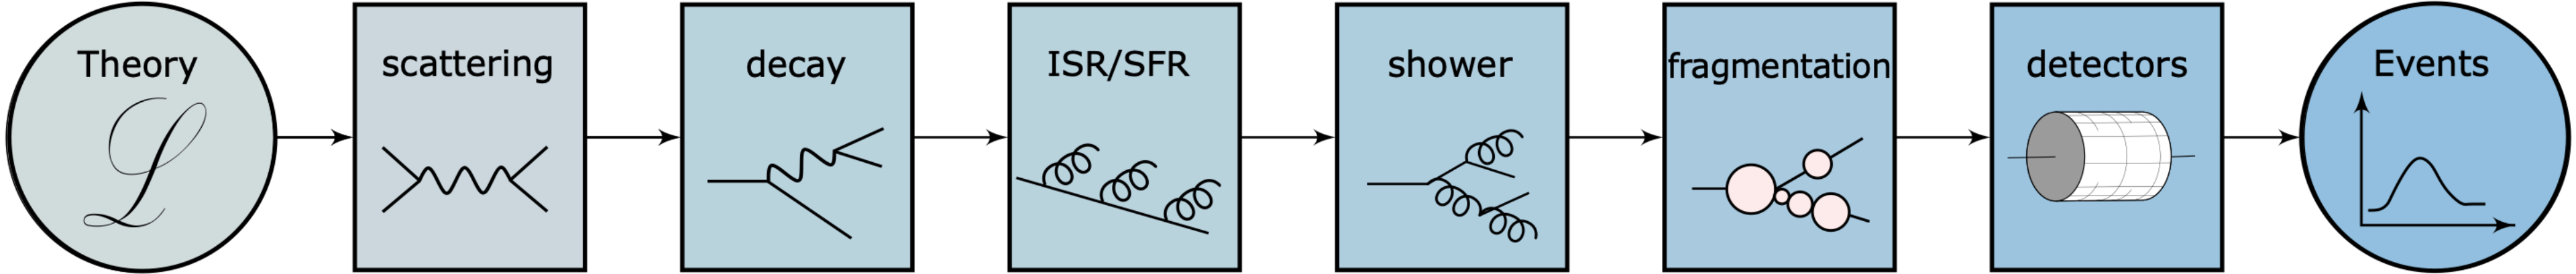 Theory
ℒ
scattering
decay
ISR/SFR
shower
fragmentation
detectors
Events